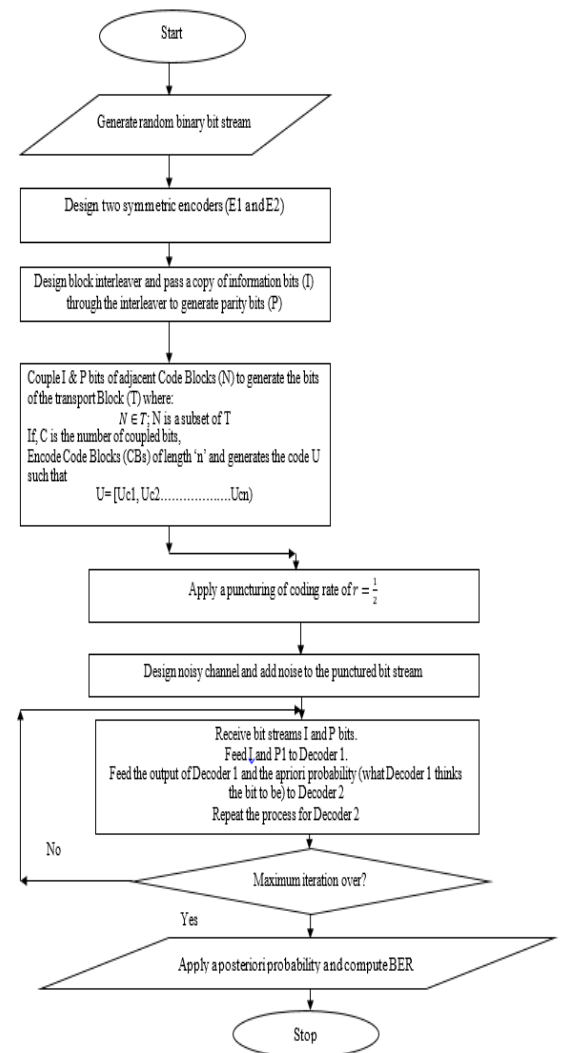 Start
Generate random binary bit stream
Design two symmetric encoders (E1 and E2)
Design block interleaver and pass a copy of information bits (I)
through the interleaver to generate parity bits (P)
Couple I & P bits of adjacent Code Blocks (N) to generate the bits
of the transport Block (T) where:
N ∈ T; N is a subset of T
If, C is the number of coupled bits,
Encode Code Blocks (CBs) of length ‘n’ and generates the code U
such that
U= [Uc1, Uc2...................Ucn)
Apply a puncturing of coding rate of r = 1/2
Design noisy channel and add noise to the punctured bit stream
Receive bit streams I and P bits.
Feed I and P1 to Decoder 1.
Feed the output of Decoder 1 and the apriori probability (what Decoder 1 thinks
the bit to be) to Decoder 2
Repeat the process for Decoder 2
No
Maximum iteration over?
Yes
Apply a posteriori probability and compute BER
Stop